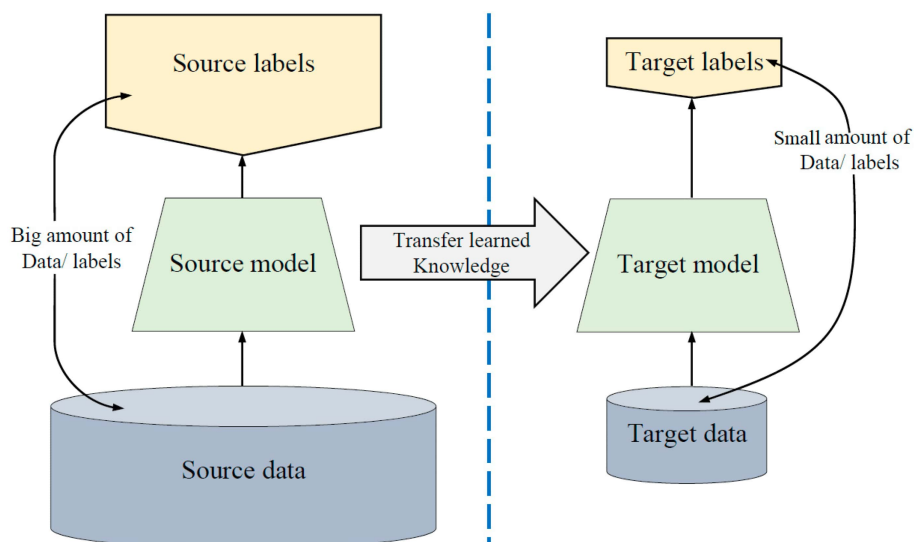 Source labels
Big amount of
Data/ labels
Source model
Source data
Transfer learned
Knowledge
Target labels
Small amount of
Data/ labels
Target model
Target data